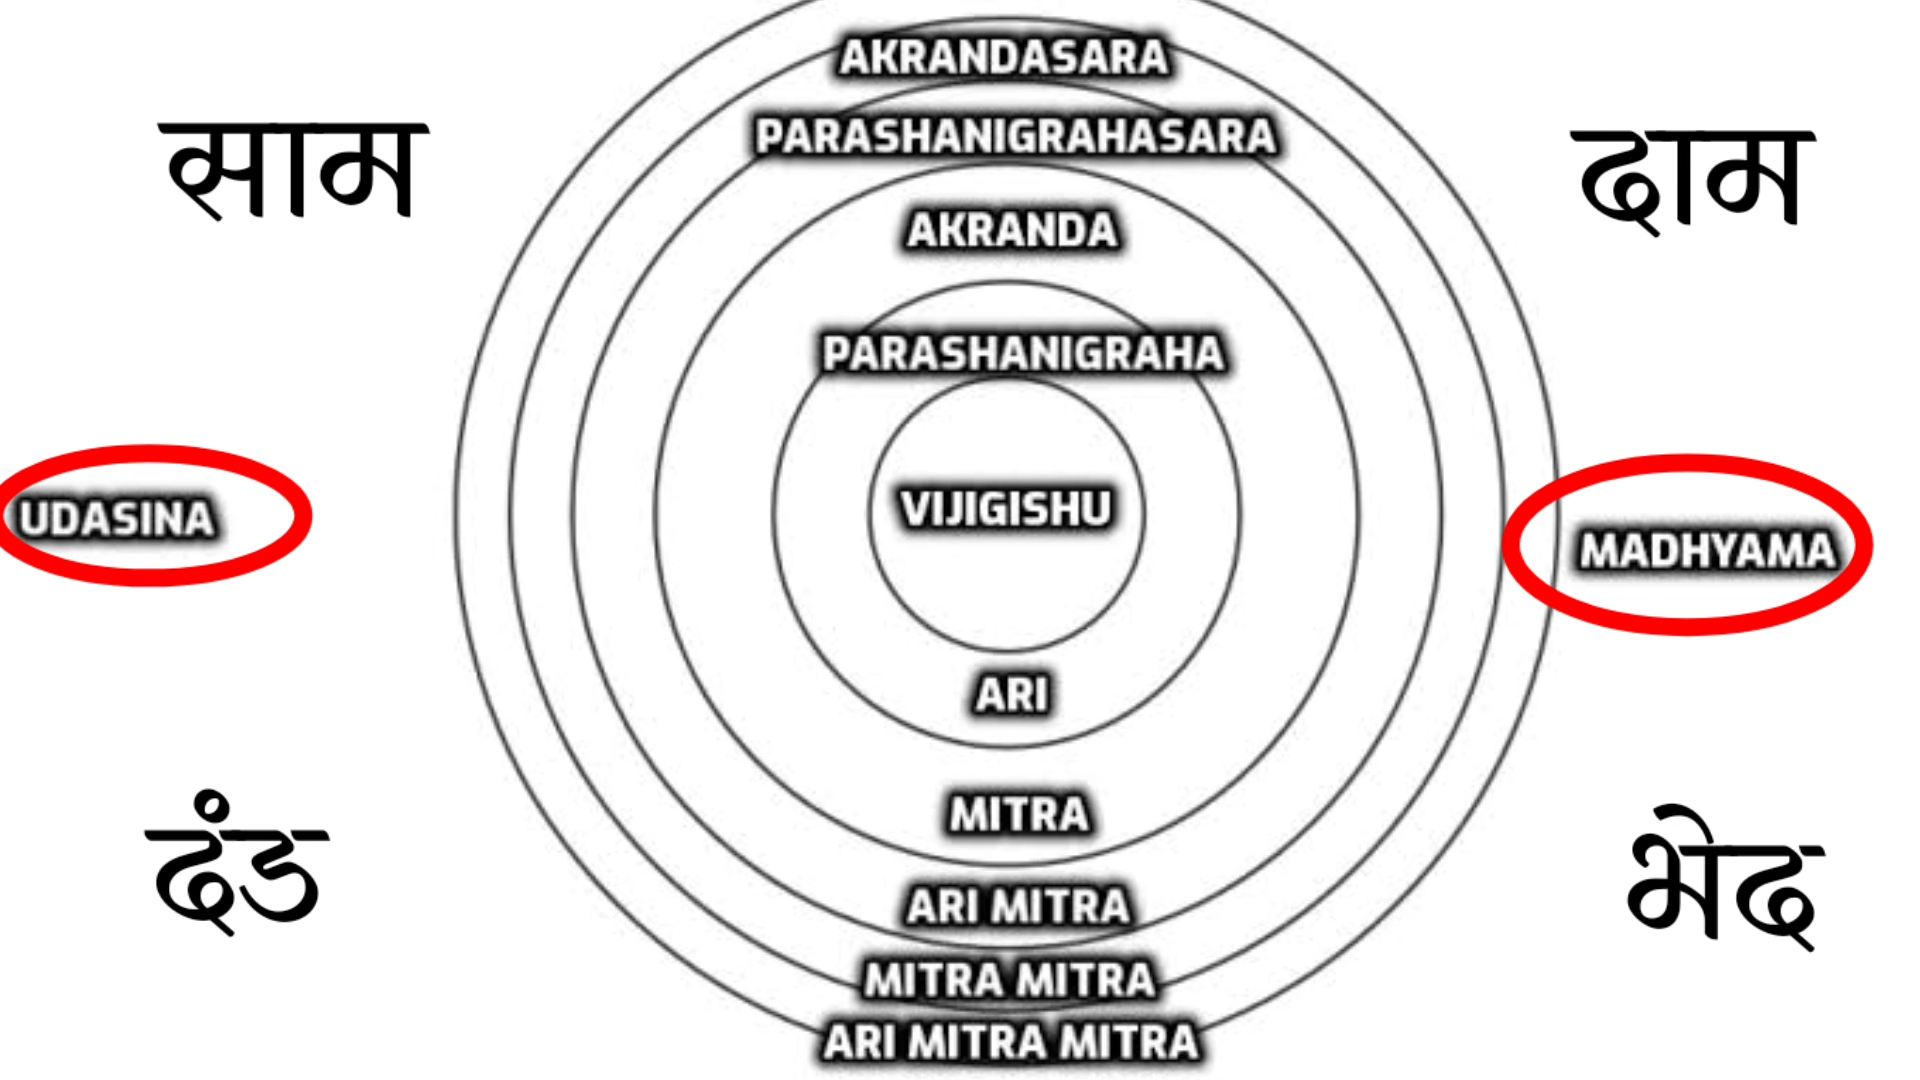 AKRANDASARA
PARASHANIGRAHASARA
साम
दाम
AKRANDA
PARASHANIGRAHA
VIJIGISHU
UDASINA
MADHYAMA
ARI
MITRA
दंड
भेद
ARI MITRA
MITRA MITRA
ARI MITRA MITRA